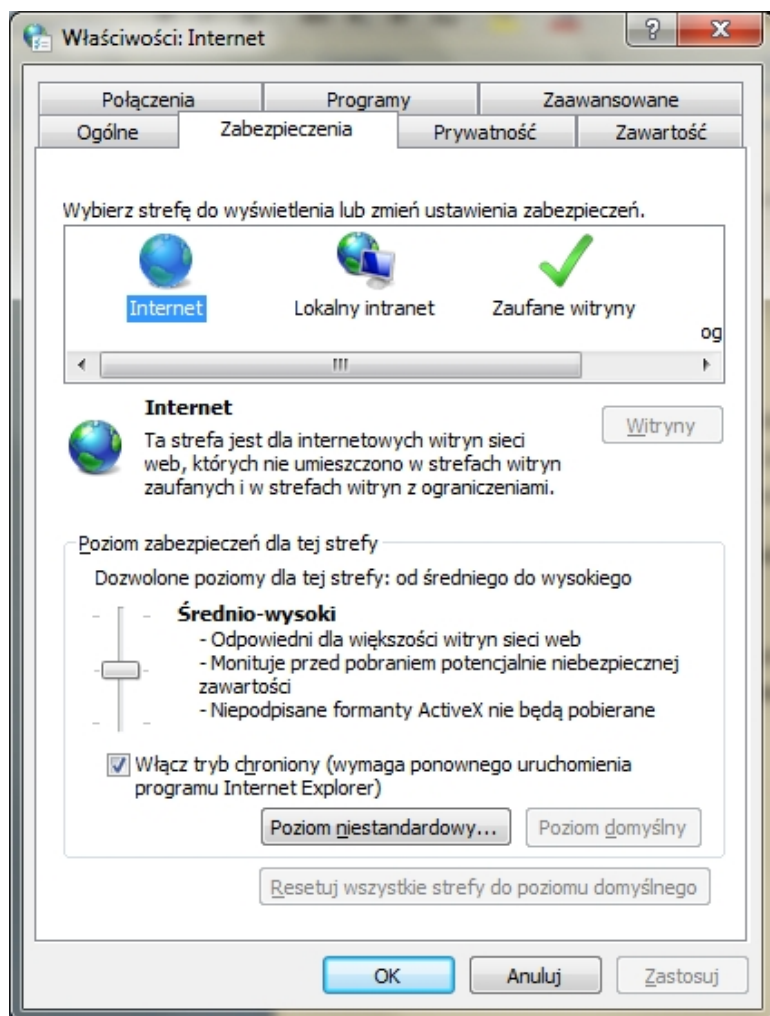 Właściwości: Internet
Połączenia Programy Zaawansowane
Ogólne Zabezpieczenia Prywatność Zawartość
Wybierz strefę do wyświetlenia lub zmień ustawienia zabezpieczeń.
Internet Lokalny intranet Zaufane witryny
og
Internet
Witryny
Ta strefa jest dla internetowych witryn sieci
web, których nie umieszczono w strefach witryn
zaufanych i w strefach witryn z ograniczeniami.
Poziom zabezpieczeń dla tej strefy
Dozwolone poziomy dla tej strefy: od średniego do wysokiego
Średnio-wysoki
- Odpowiedni dla większości witryn sieci web
- Monituje przed pobraniem potencjalnie niebezpiecznej
zawartości
- Niepodpisane formanty ActiveX nie będą pobierane
Włącz tryb chroniony (wymaga ponownego uruchomienia
programu Internet Explorer)
Poziom niestandardowy... Poziom domyślny
Resetuj wszystkie strefy do poziomu domyślnego
OK Anuluj Zastosuj